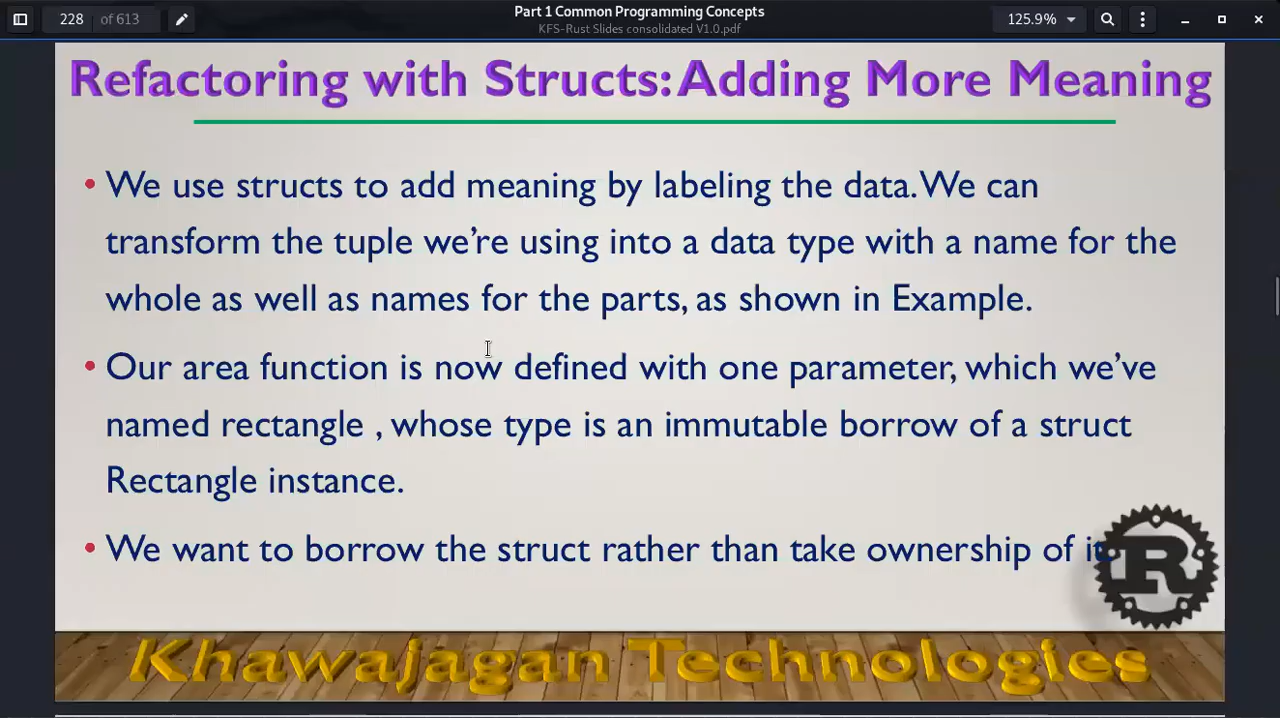 228 of 613
Part 1 Common Programming Concepts
KFS-Rust Slides consolidated V1.0.pdf
125.9%
Refactoring with Structs: Adding More Meaning
• We use structs to add meaning by labeling the data. We can
transform the tuple we’re using into a data type with a name for the
whole as well as names for the parts, as shown in Example.
• Our area function is now defined with one parameter, which we’ve
named rectangle , whose type is an immutable borrow of a struct
Rectangle instance.
• We want to borrow the struct rather than take ownership of it
R
Khawajagan Technologies